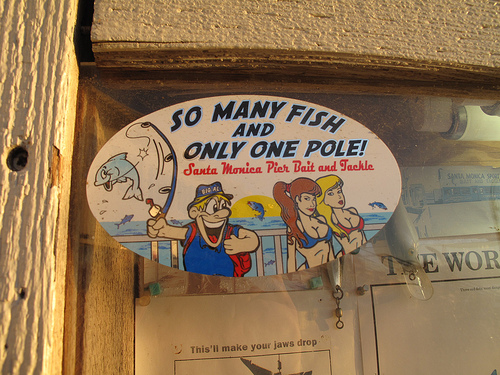 SO MANY FISH
AND
ONLY ONE POLE!
Santa Monica Pier Bait and Tackle
THE WOR
This'll make your jaws drop